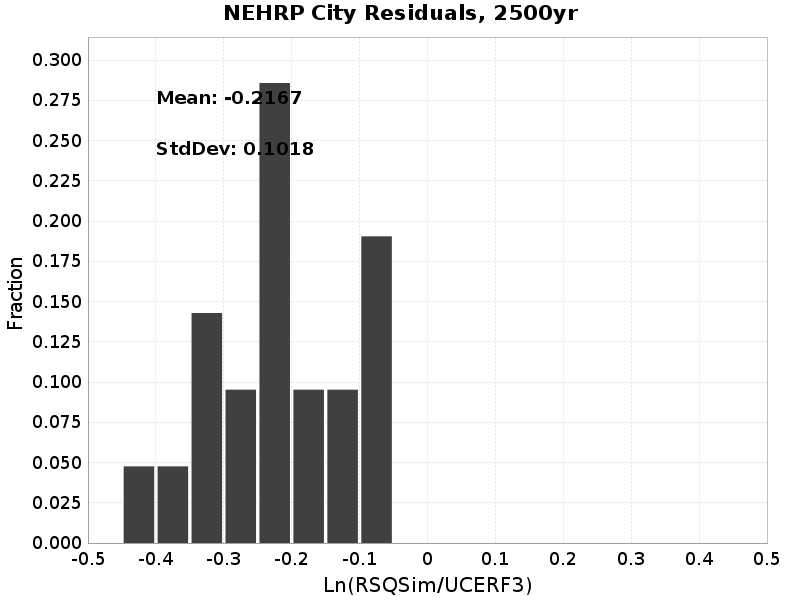 NEHRP City Residuals, 2500yr
0.300
0.275
0.250
0.225
0.200
0.175
0.150
0.125
0.100
0.075
0.050
0.025
0.000
Fraction
Mean: -0.2167
StdDev: 0.1018
-0.5 -0.4 -0.3 -0.2 -0.1 0 0.1 0.2 0.3 0.4 0.5
Ln(RSQSim/UCERF3)